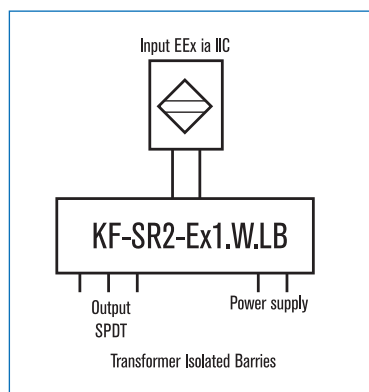 Input EEx ia IIC
KF-SR2-Ex1.W.LB
Output
SPDT
Power supply
Transformer Isolated Barries